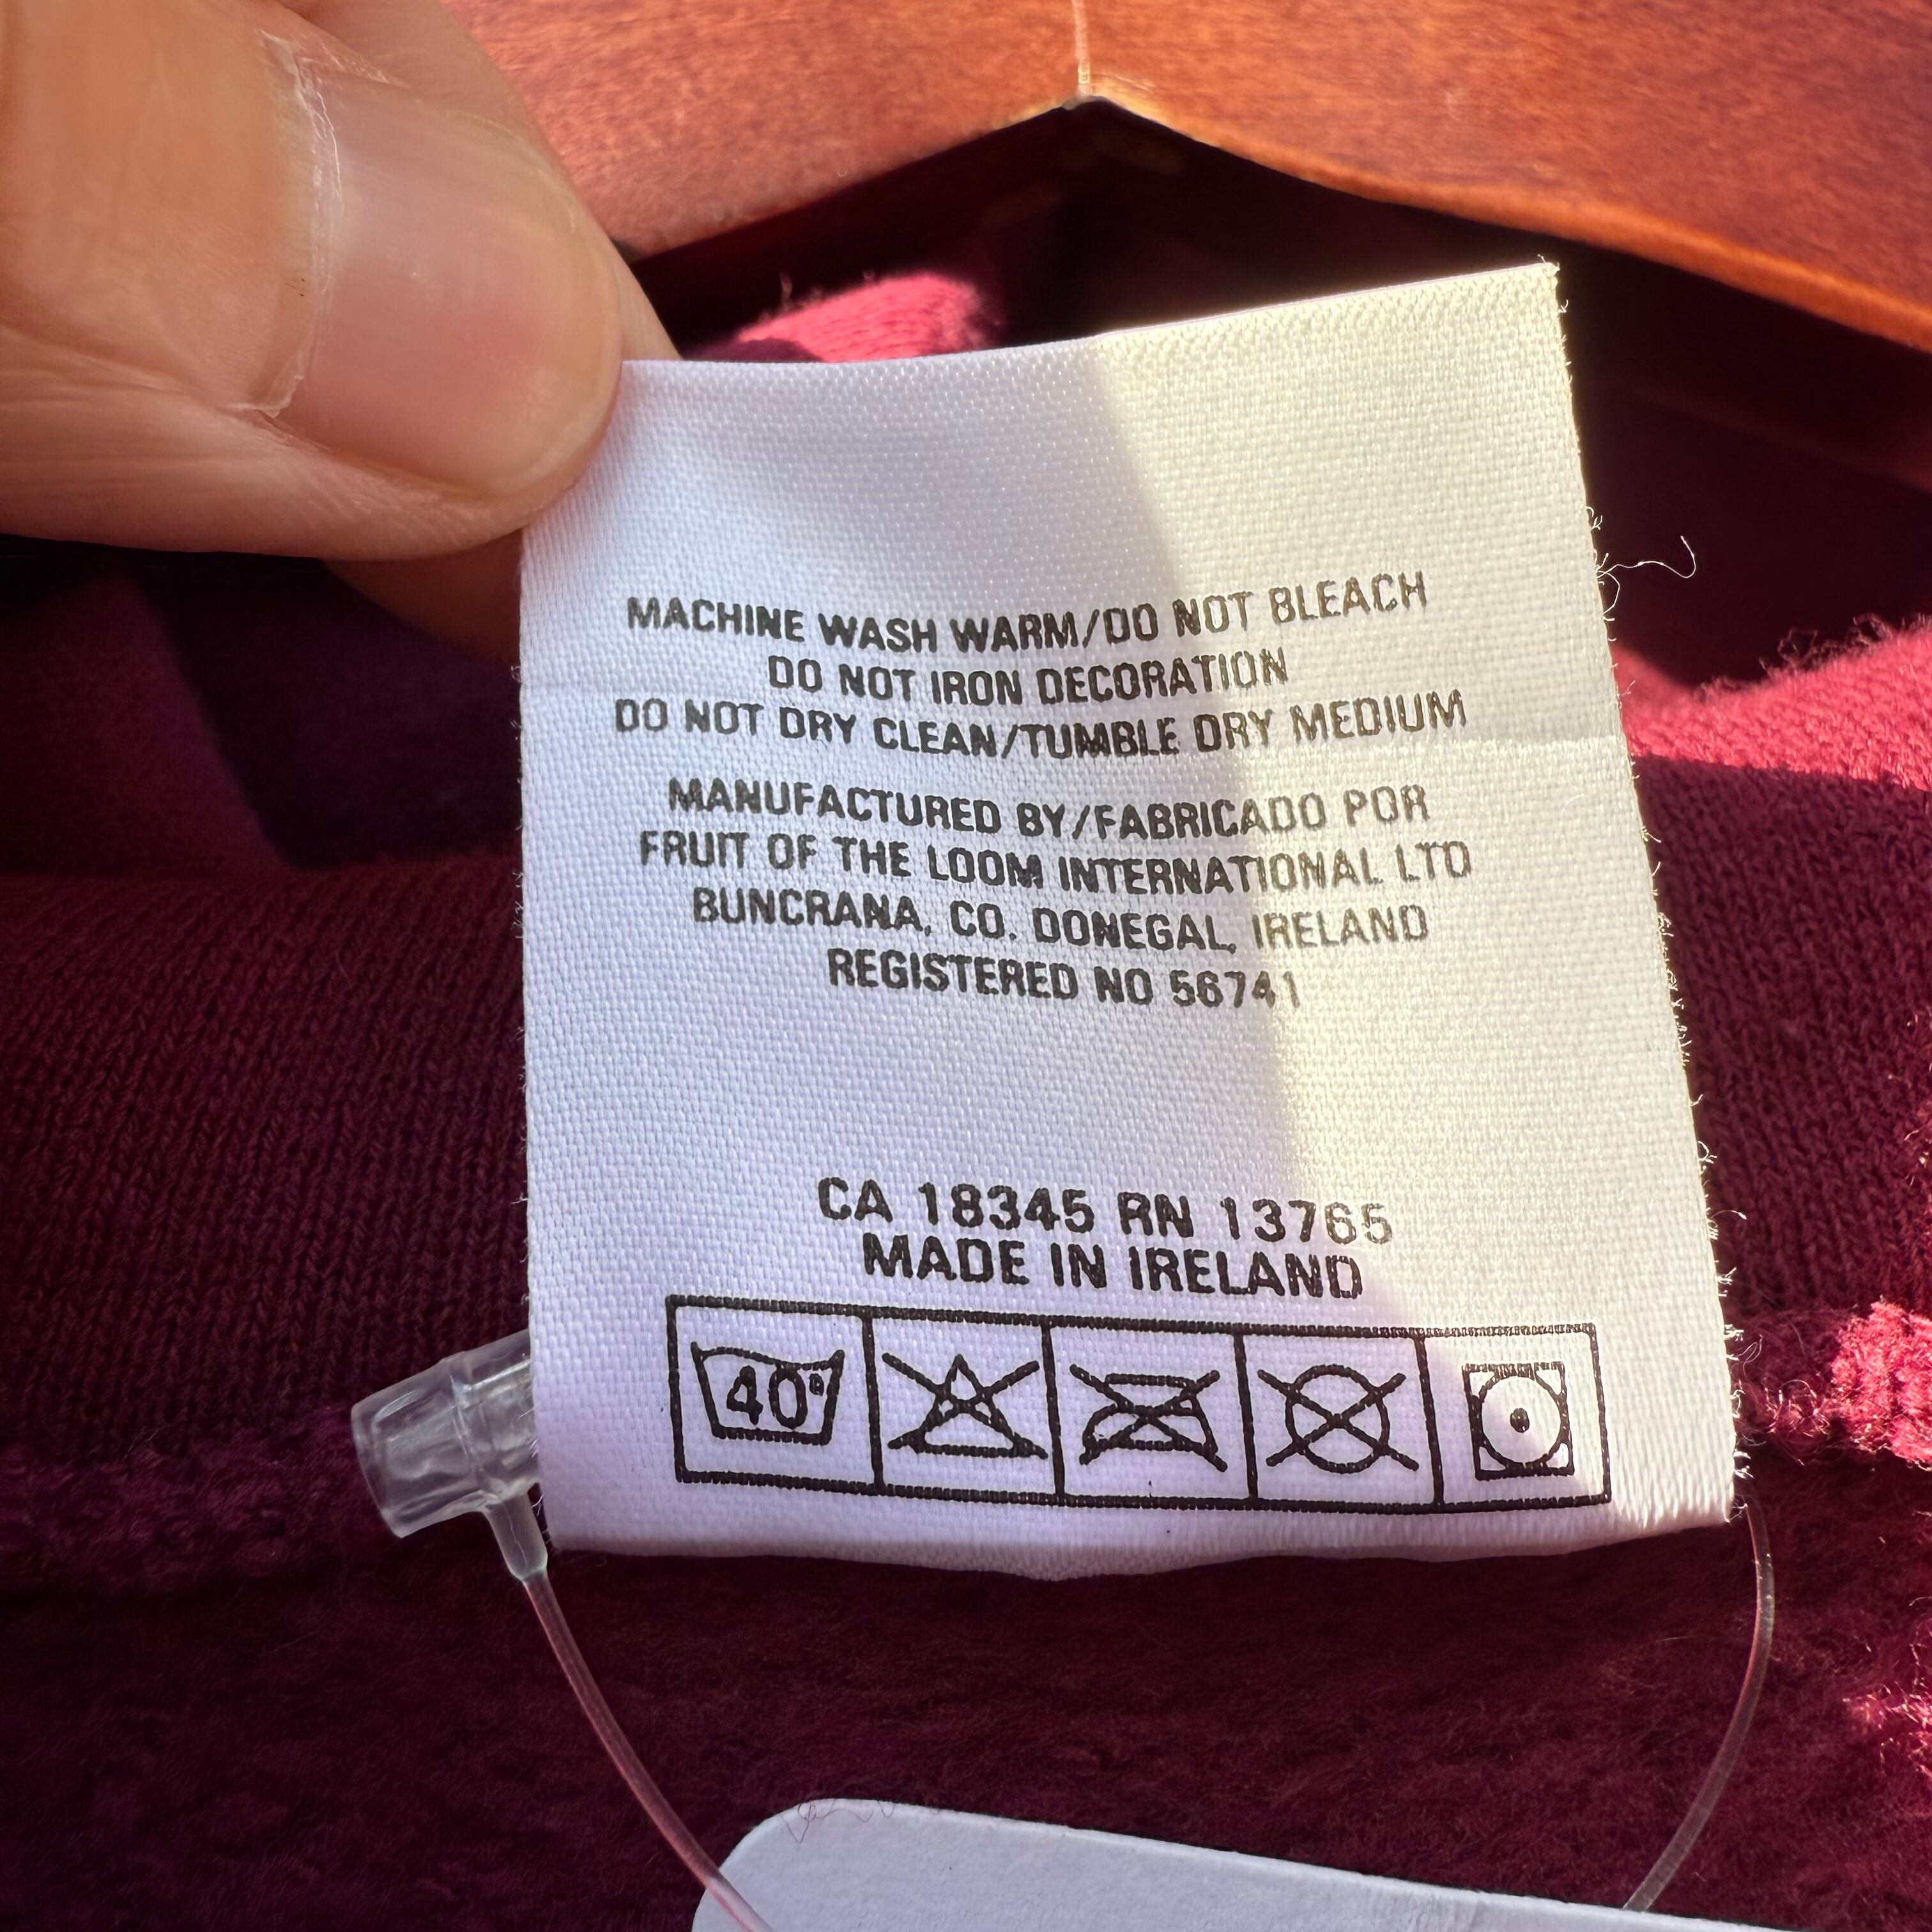 MACHINE WASH WARM/DO NOT BLEACH
DO NOT IRON DECORATION
DO NOT DRY CLEAN/TUMBLE DRY MEDIUM
MANUFACTURED BY/FABRICADO POR
FRUIT OF THE LOOM INTERNATIONAL LTD
BUNCRANA, CO. DONEGAL, IRELAND
REGISTERED NO 56741
CA 18345 RN 13765
MADE IN IRELAND
40°